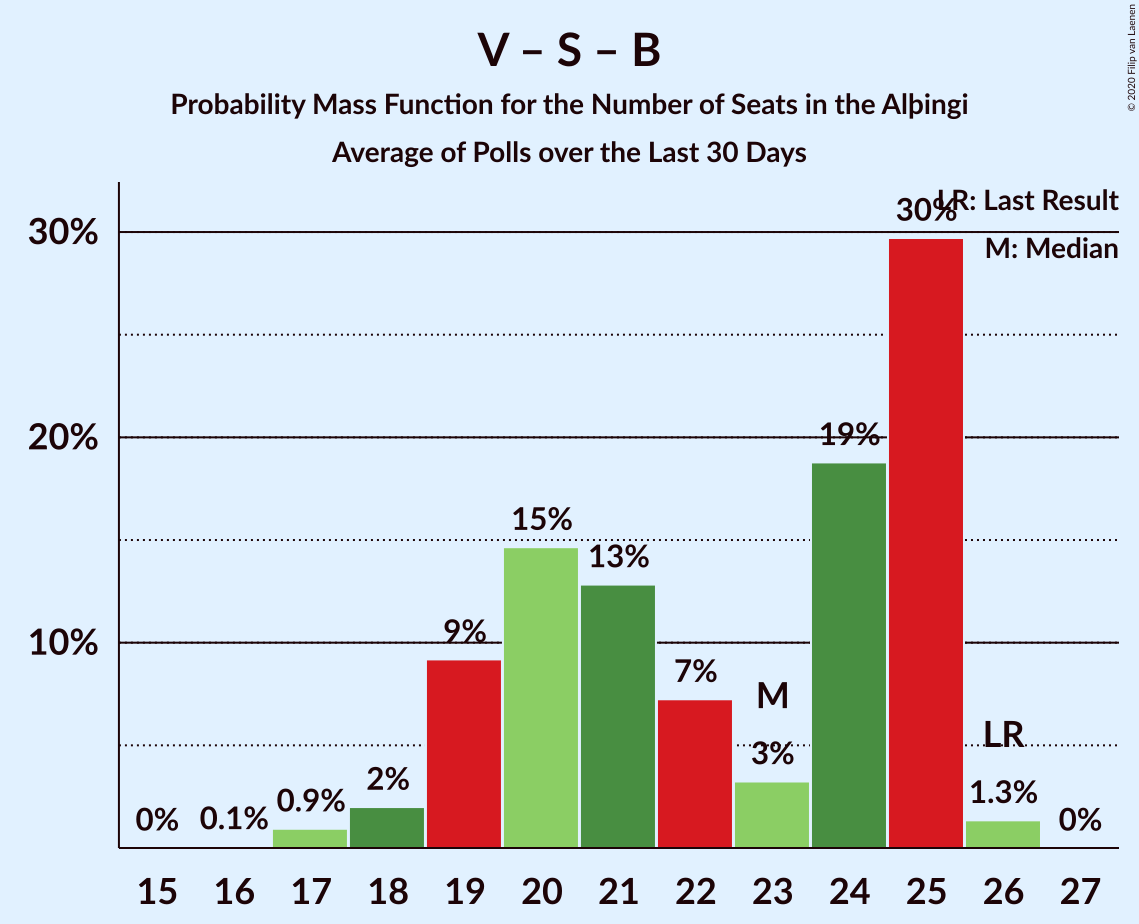 V – S – B
Probability Mass Function for the Number of Seats in the Alþingi
Average of Polls over the Last 30 Days
© 2020 Filip van Laenen
LR: Last Result
M: Median
30%
20%
10%
0%
0.1%
0.9%
2%
9%
15%
13%
7%
M
3%
19%
30%
LR
1.3%
0%
15 16 17 18 19 20 21 22 23 24 25 26 27